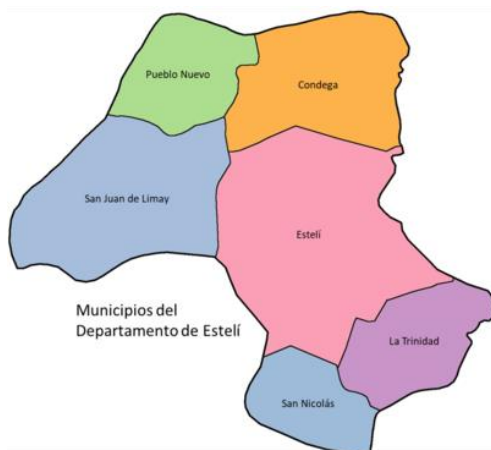 Pueblo Nuevo
Condega
San Juan de Limay
Estelí
Municipios del
Departamento de Estelí
La Trinidad
San Nicolás